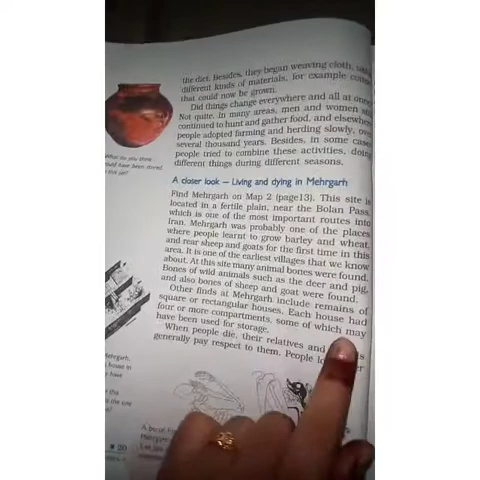 the diet. Besides, they began weaving cloth,
different kinds of materials, for example
that could now be grown.
Did things change everywhere and all at once
Not quite. In many areas, men and women
continued to hunt and gather food, and elsewhere
people adopted farming and herding slowly, over
several thousand years. Besides, in some cases
people tried to combine these activities, doing
different things during different seasons.
What do you think
could have been stored
in this jar?
A closer look – Living and dying in Mehrgarh
Find Mehrgarh on Map 2 (page13). This site is
located in a fertile plain, near the Bolan Pass,
which is one of the most important routes into
Iran. Mehrgarh was probably one of the places
where people learnt to grow barley and wheat,
and rear sheep and goats for the first time in this
area. It is one of the earliest villages that we know
about. At this site many animal bones were found.
Bones of wild animals such as the deer and pig,
and also bones of sheep and goat were found.
Other finds at Mehrgarh include remains of
square or rectangular houses. Each house had
four or more compartments, some of which may
have been used for storage.
When people die, their relatives and
generally pay respect to them. People
Mehrgarh.
house in
have
the site
A burial
■ 20